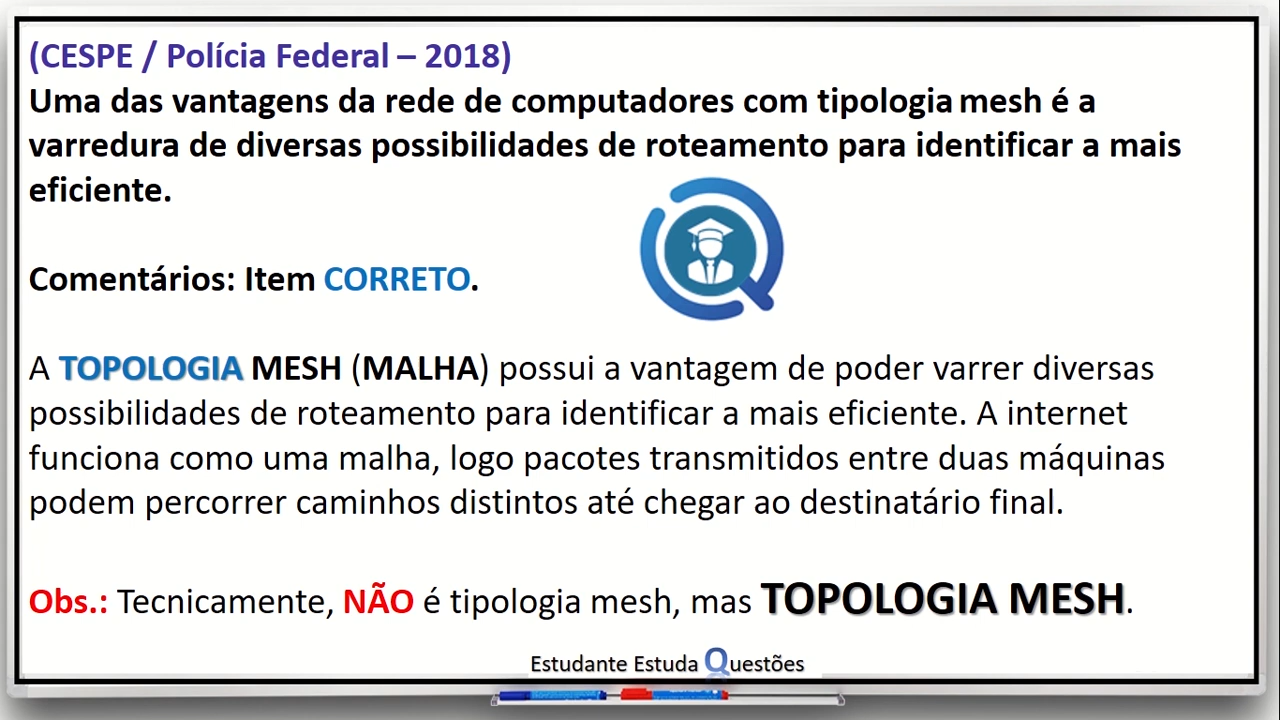 (CESPE / Polícia Federal – 2018)
Uma das vantagens da rede de computadores com tipologia mesh é a
varredura de diversas possibilidades de roteamento para identificar a mais
eficiente.
Comentários: Item CORRETO.
A TOPOLOGIA MESH (MALHA) possui a vantagem de poder varrer diversas
possibilidades de roteamento para identificar a mais eficiente. A internet
funciona como uma malha, logo pacotes transmitidos entre duas máquinas
podem percorrer caminhos distintos até chegar ao destinatário final.
Obs.: Tecnicamente, NÃO é tipologia mesh, mas TOPOLOGIA MESH.
Estudante Estuda Questões